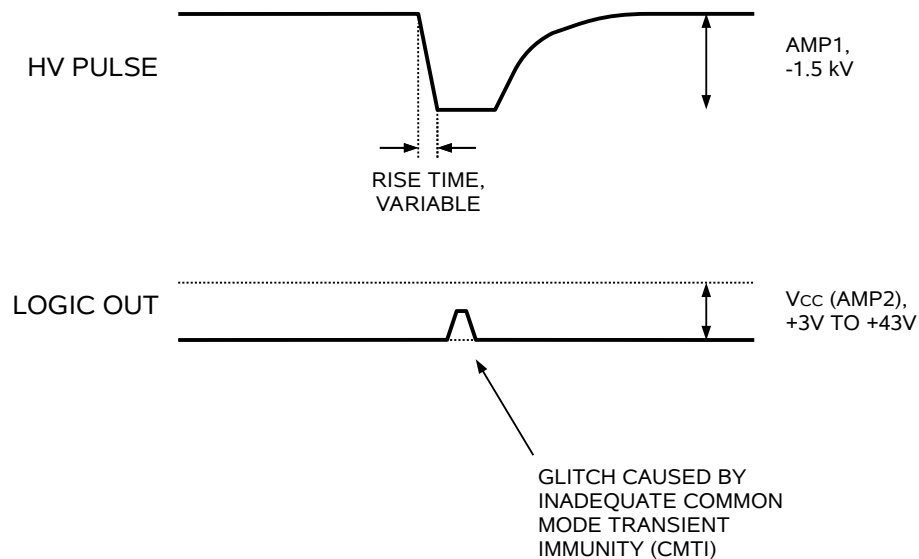 HV PULSE
AMP1,
-1.5 kV
RISE TIME,
VARIABLE
LOGIC OUT
VCC (AMP2),
+3V TO +43V
GLITCH CAUSED BY
INADEQUATE COMMON
MODE TRANSIENT
IMMUNITY (CMTI)